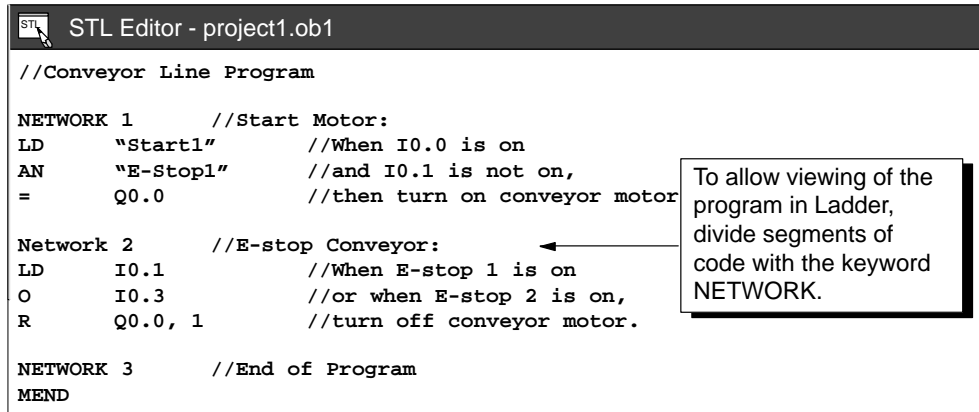 STL
STL Editor - project1.ob1
//Conveyor Line Program
NETWORK 1 //Start Motor:
LD “Start1” //When I0.0 is on
AN “E-Stop1” //and I0.1 is not on,
= Q0.0 //then turn on conveyor motor
Network 2 //E-stop Conveyor:
LD I0.1 //When E-stop 1 is on
O I0.3 //or when E-stop 2 is on,
R Q0.0, 1 //turn off conveyor motor.
NETWORK 3 //End of Program
MEND
To allow viewing of the
program in Ladder,
divide segments of
code with the keyword
NETWORK.